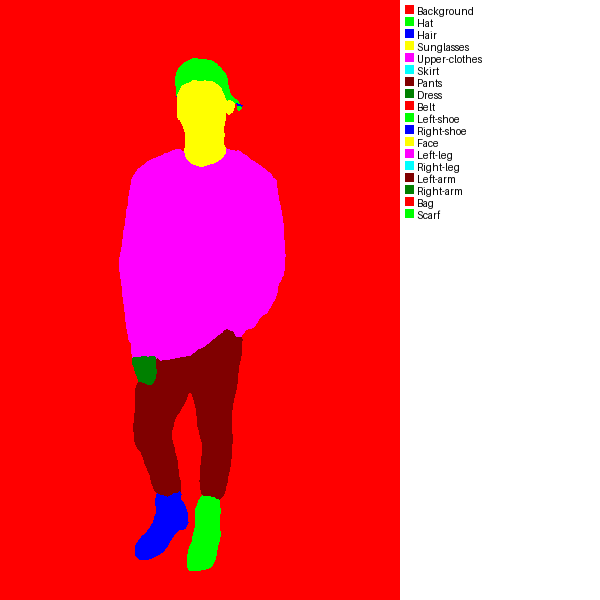 Background
Hat
Hair
Sunglasses
Upper-clothes
Skirt
Pants
Dress
Belt
Left-shoe
Right-shoe
Face
Left-leg
Right-leg
Left-arm
Right-arm
Bag
Scarf